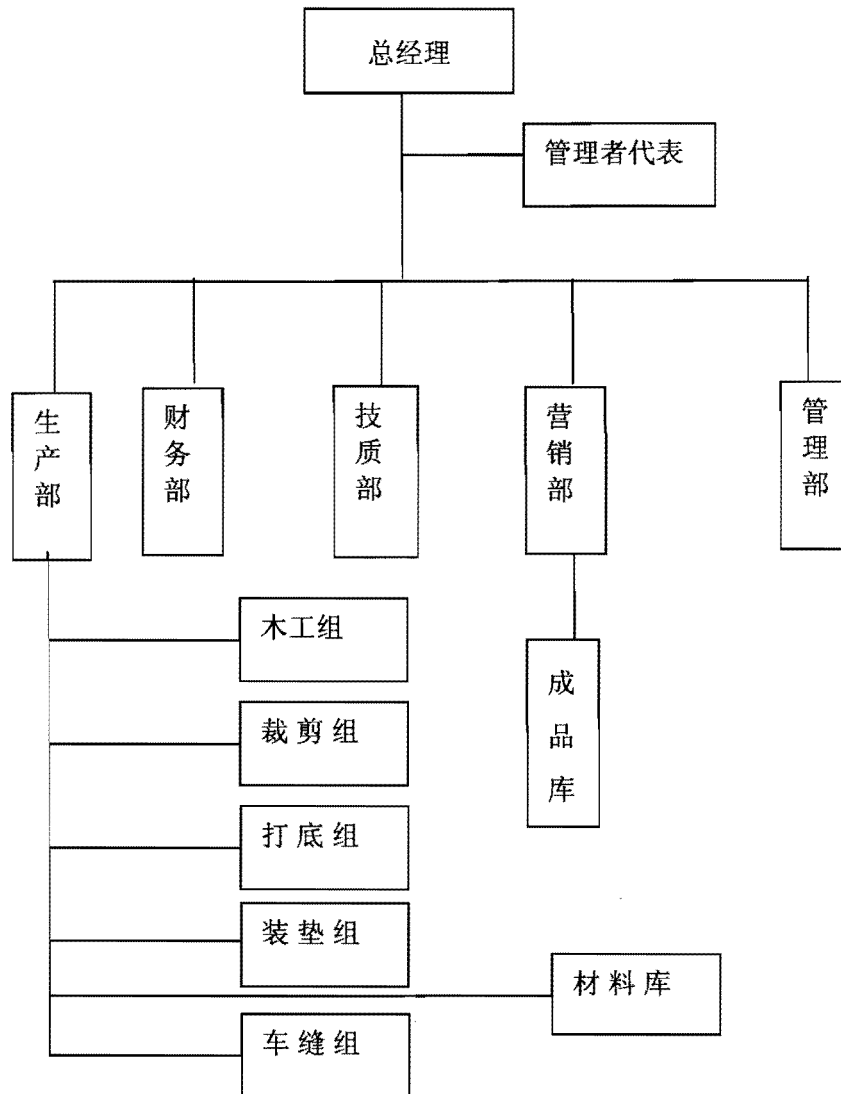 总经理
管理者代表
生产部
财务部
技质部
营销部
管理部
木工组
裁剪组
成品库
打底组
装垫组
材料库
车缝组